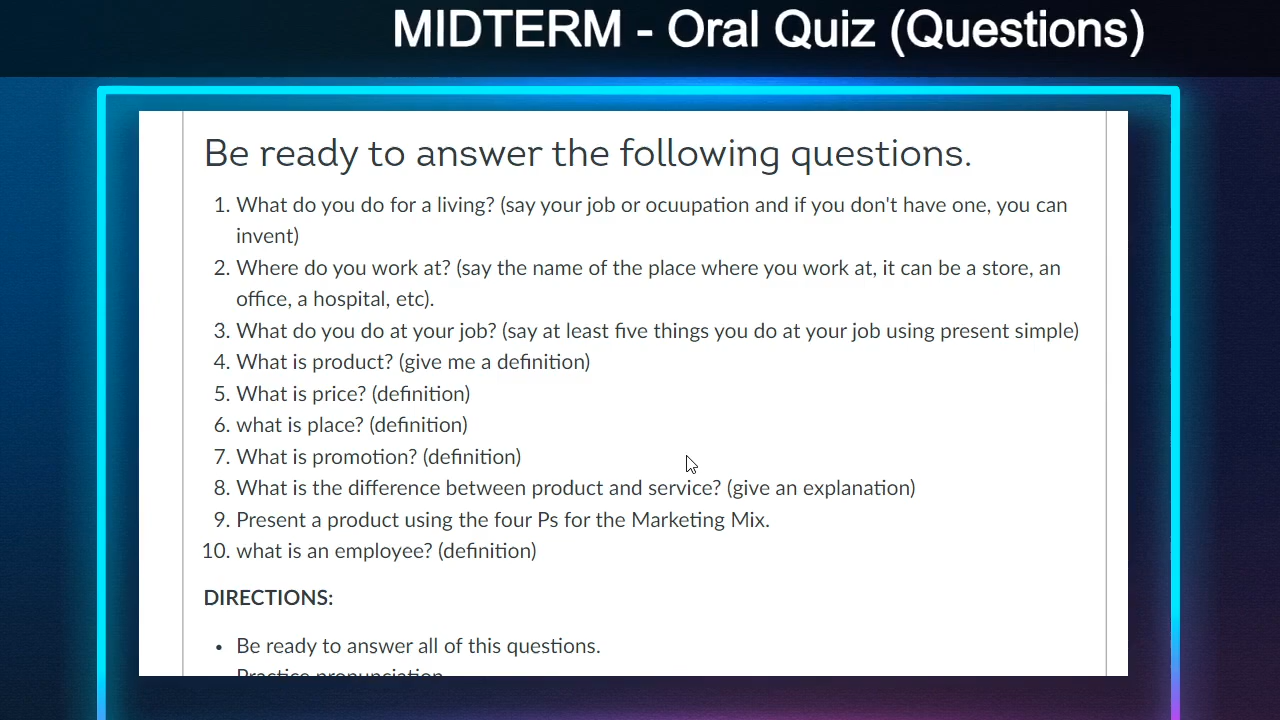 MIDTERM - Oral Quiz (Questions)
Be ready to answer the following questions.
1. What do you do for a living? (say your job or ocuupation and if you don't have one, you can
invent)
2. Where do you work at? (say the name of the place where you work at, it can be a store, an
office, a hospital, etc).
3. What do you do at your job? (say at least five things you do at your job using present simple)
4. What is product? (give me a definition)
5. What is price? (definition)
6. what is place? (definition)
7. What is promotion? (definition)
8. What is the difference between product and service? (give an explanation)
9. Present a product using the four Ps for the Marketing Mix.
10. what is an employee? (definition)
DIRECTIONS:
• Be ready to answer all of this questions.
Practice pronunciation